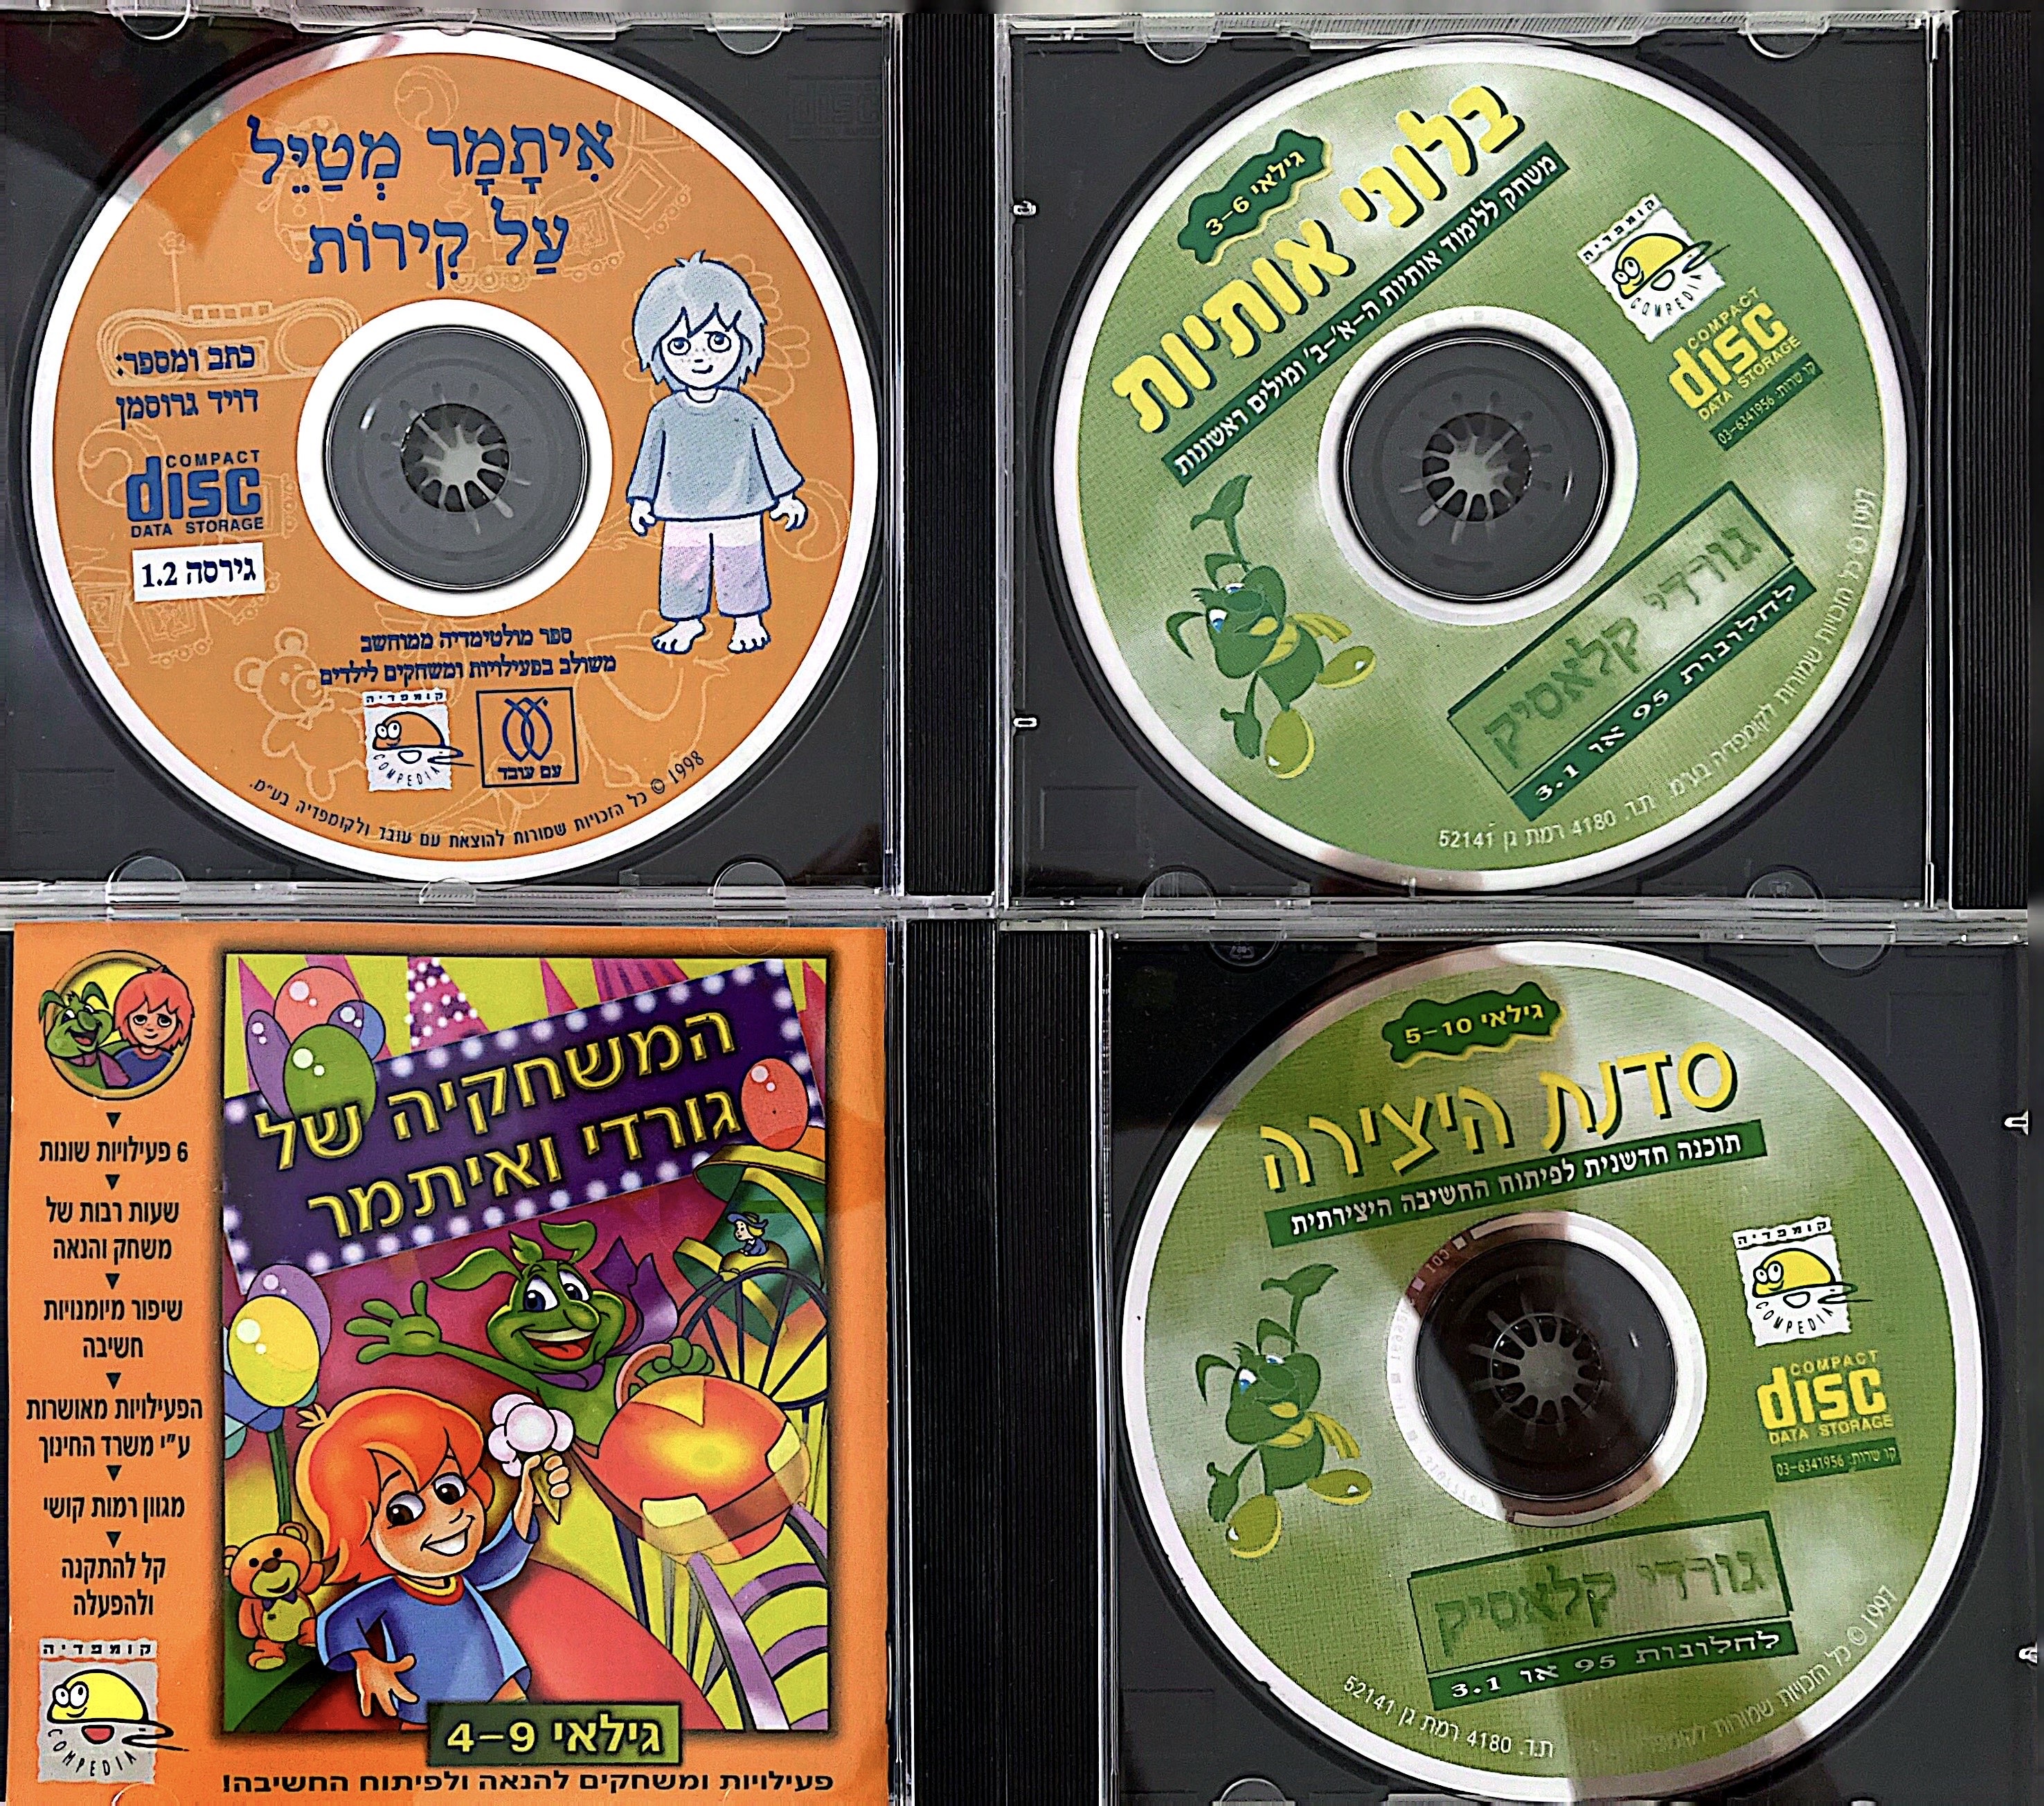 אִיתָמָר מְטַיֵּל
עַל קִירוֹת
כתב ומספר:
דויד גרוסמן
COMPACT
disc
DATA STORAGE
גירסה 1.2
ספר מולטימדיה ממוחשב
משולב בפעילויות ומשחקים לילדים
קומפדיה
COMPEDIA
עם עובד
כל הזכויות שמורות להוצאת עם עובד ולקומפדיה בע"מ. © 1998
גילאי 3-6
בלוני אותיות
משחק ללימוד אותיות ה-א'-ב' ומילים ראשונות
קומפדיה
COMPEDIA
COMPACT
disc
DATA STORAGE
קו שרות: 03-6341956
גורדי קלאסיק
לחלונות 95 או 3.1
1997 © כל הזכויות שמורות לקומפדיה בע"מ. ת.ד. 4180 רמת גן 52141
המשחקיה של
גורדי ואיתמר
6 פעילויות שונות
שעות רבות של
משחק והנאה
שיפור מיומנויות
חשיבה
הפעילויות מאושרות
ע"י משרד החינוך
מגוון רמות קושי
קל להתקנה
ולהפעלה
קומפדיה
COMPEDIA
גילאי 4-9
פעילויות ומשחקים להנאה ולפיתוח החשיבה!
גילאי 5-10
סדנת היצירה
תוכנה חדשנית לפיתוח החשיבה היצירתית
קומפדיה
COMPEDIA
COMPACT
disc
DATA STORAGE
קו שרות: 03-6341956
גורדי קלאסיק
לחלונות 95 או 3.1
1997 © כל הזכויות שמורות
ת.ד. 4180 רמת גן 52141